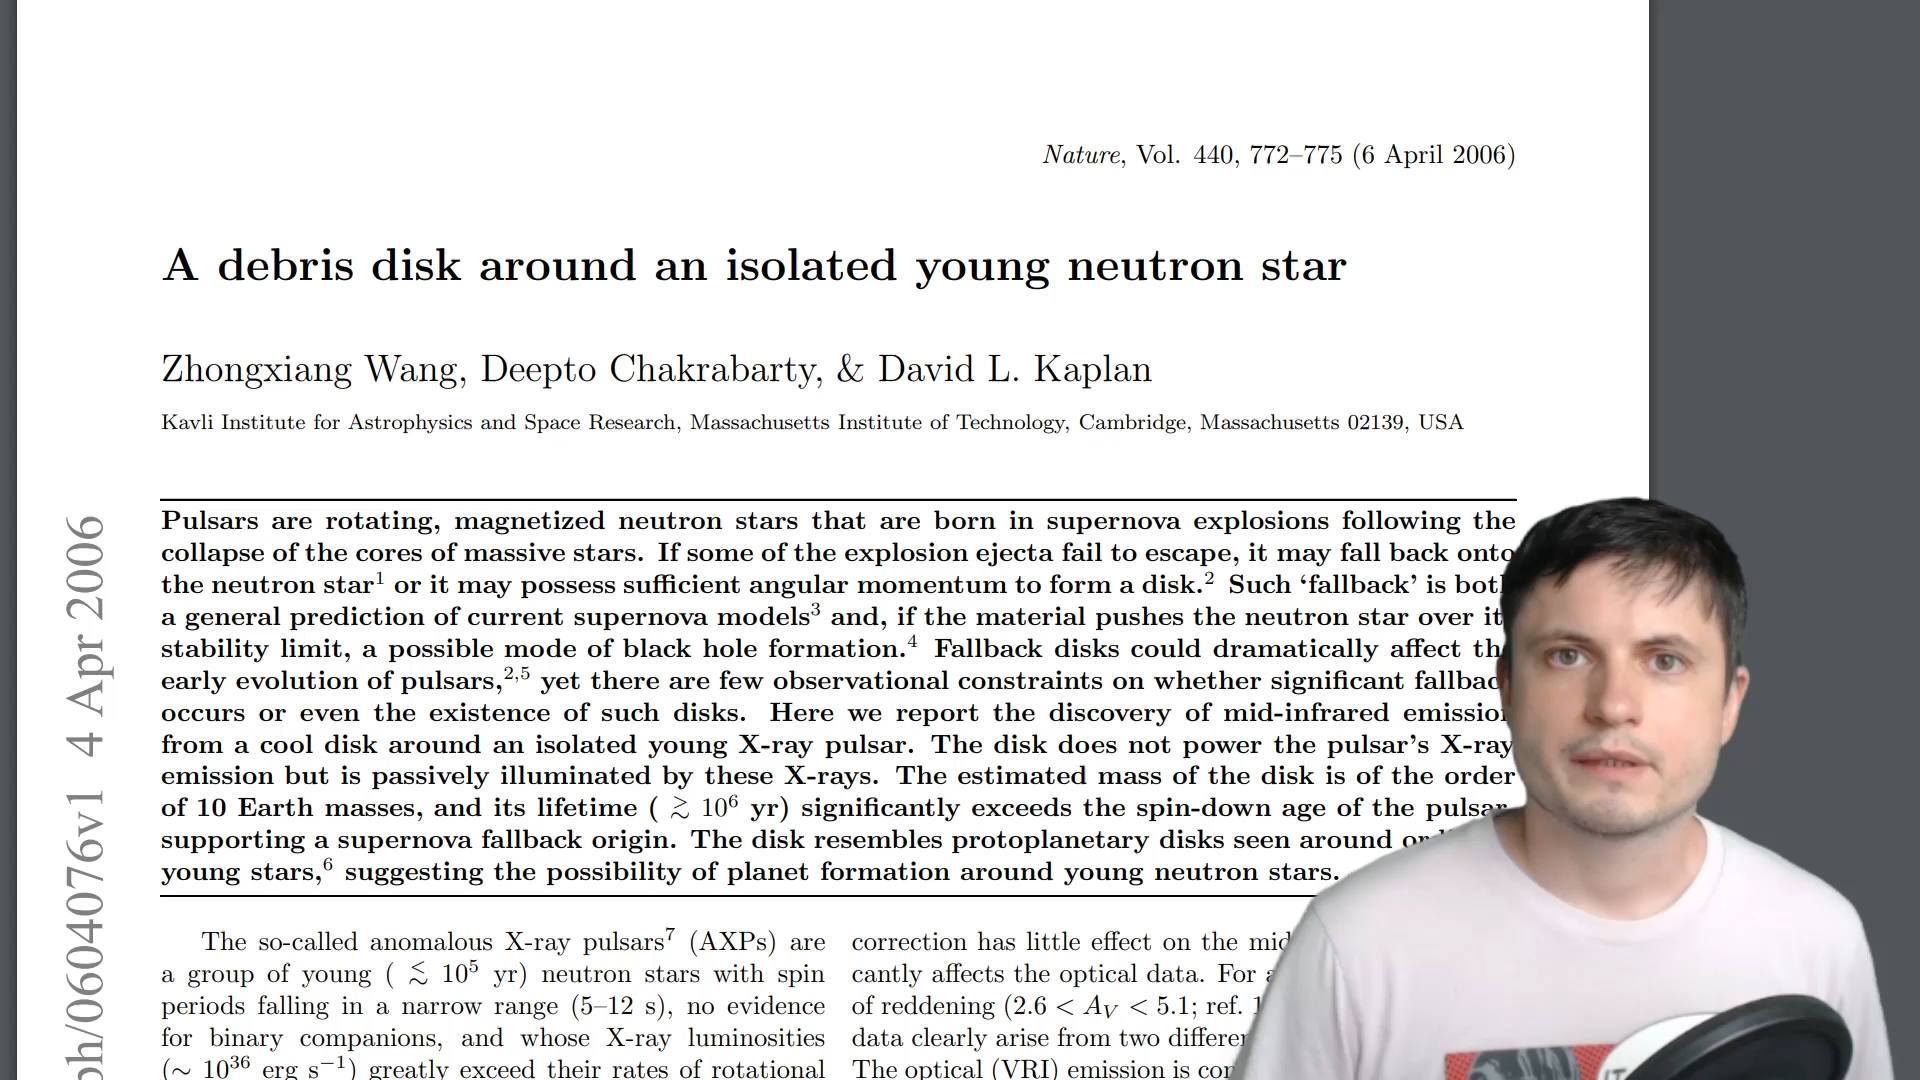 Nature, Vol. 440, 772–775 (6 April 2006)
A debris disk around an isolated young neutron star
Zhongxiang Wang, Deepto Chakrabarty, & David L. Kaplan
Kavli Institute for Astrophysics and Space Research, Massachusetts Institute of Technology, Cambridge, Massachusetts 02139, USA
Pulsars are rotating, magnetized neutron stars that are born in supernova explosions following the
collapse of the cores of massive stars. If some of the explosion ejecta fail to escape, it may fall back onto
the neutron star¹ or it may possess sufficient angular momentum to form a disk.² Such ‘fallback’ is both
a general prediction of current supernova models³ and, if the material pushes the neutron star over
stability limit, a possible mode of black hole formation.⁴ Fallback disks could dramatically affect
early evolution of pulsars,²,⁵ yet there are few observational constraints on whether significant
occurs or even the existence of such disks. Here we report the discovery of mid-infrared
from a cool disk around an isolated young X-ray pulsar. The disk does not power the pulsar’s X-ray
emission but is passively illuminated by these X-rays. The estimated mass of the disk is of the order
of 10 Earth masses, and its lifetime ( ≳ 10⁶ yr) significantly exceeds the spin-down age of the pulsar
supporting a supernova fallback origin. The disk resembles protoplanetary disks seen around
young stars,⁶ suggesting the possibility of planet formation around young neutron stars.
The so-called anomalous X-ray pulsars⁷ (AXPs) are
a group of young ( ≲ 10⁵ yr) neutron stars with spin
periods falling in a narrow range (5–12 s), no evidence
for binary companions, and whose X-ray luminosities
(∼ 10³⁶ erg s⁻¹) greatly exceed their rates of rotational
correction has little effect on the mid
cantly affects the optical data. For
of reddening (2.6 < A_V < 5.1; ref.
data clearly arise from two
The optical (VRI) emission is
ph/0604076v1 4 Apr 2006